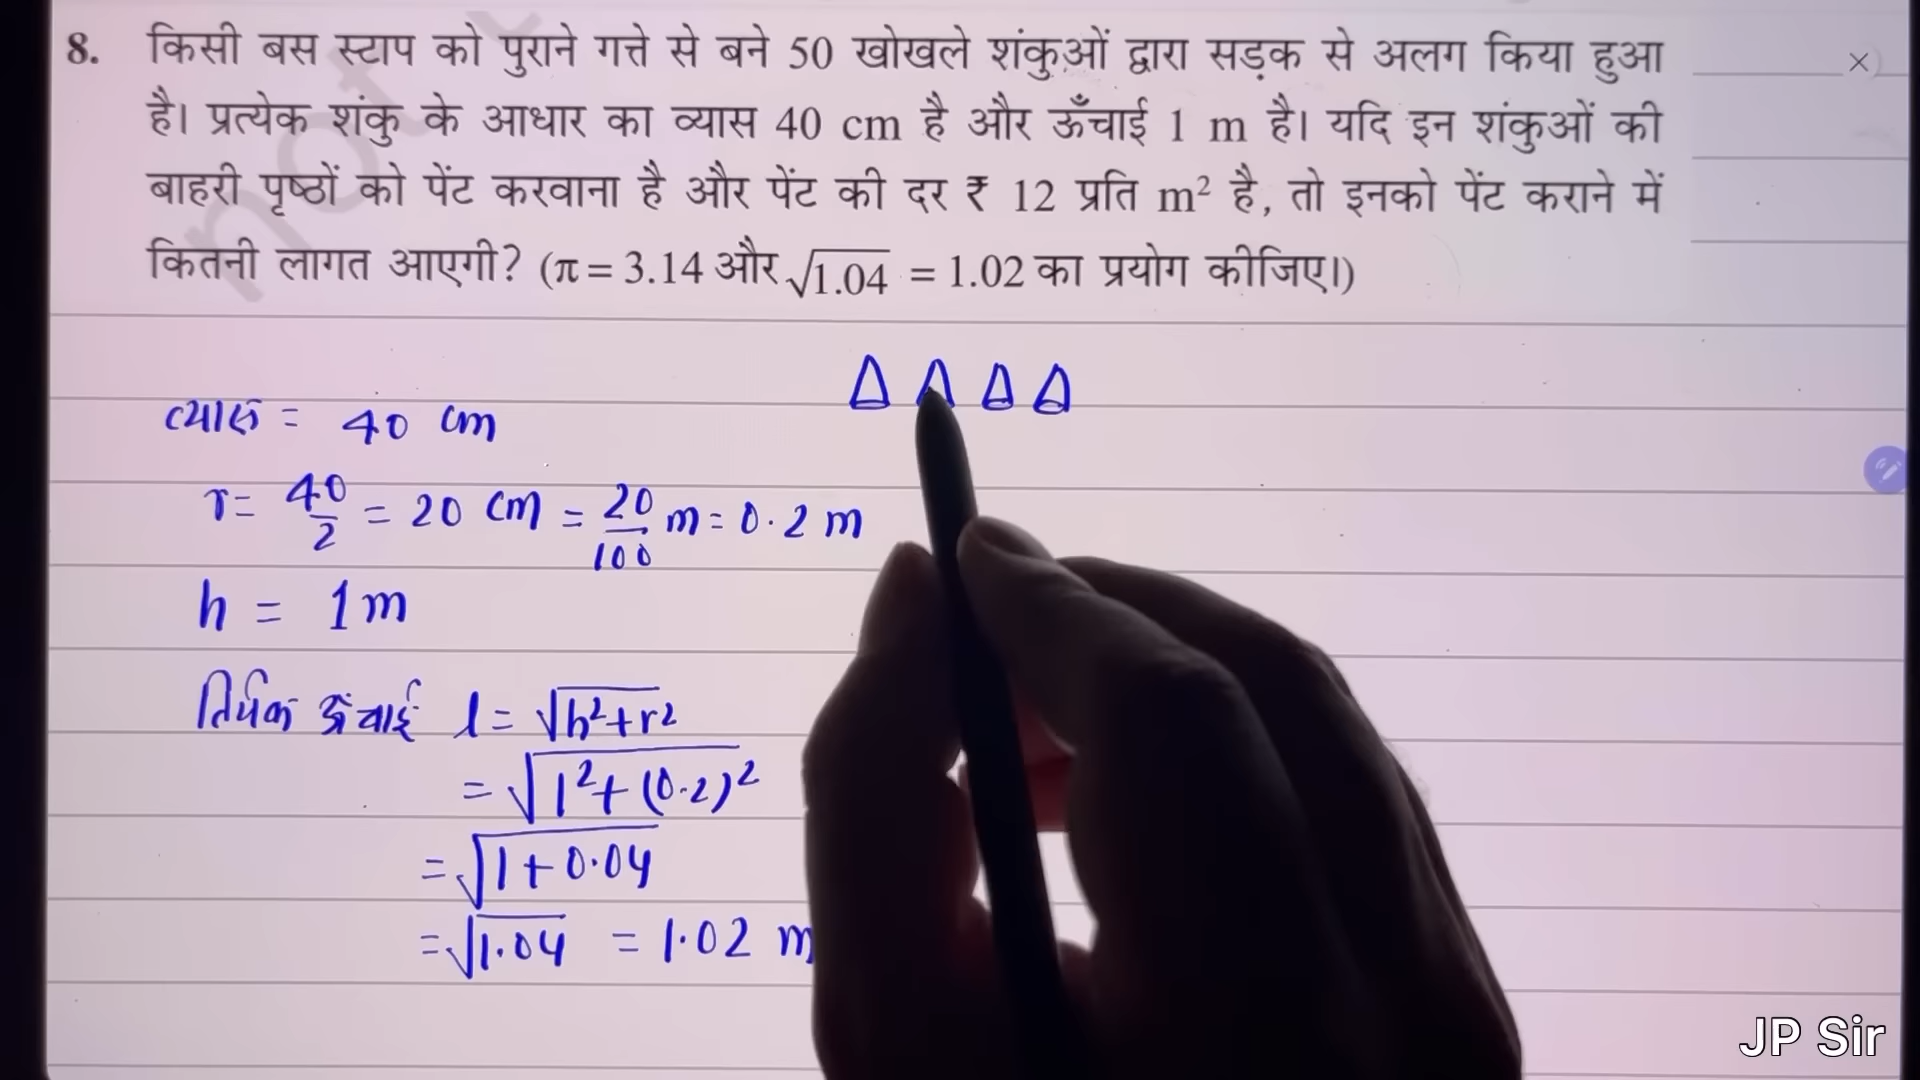 8. किसी बस स्टाप को पुराने गत्ते से बने 50 खोखले शंकुओं द्वारा सड़क से अलग किया हुआ
है। प्रत्येक शंकु के आधार का व्यास 40 cm है और ऊँचाई 1 m है। यदि इन शंकुओं की
बाहरी पृष्ठों को पेंट करवाना है और पेंट की दर ₹ 12 प्रति m² है, तो इनको पेंट कराने में
कितनी लागत आएगी? (π = 3.14 और √1.04 = 1.02 का प्रयोग कीजिए।)
व्यास = 40 cm
r = 40/2 = 20 cm = 20/100 m = 0.2 m
h = 1 m
तिर्यक ऊंचाई l = √h²+r²
= √1²+(0.2)²
= √1+0.04
= √1.04 = 1.02 m
JP Sir